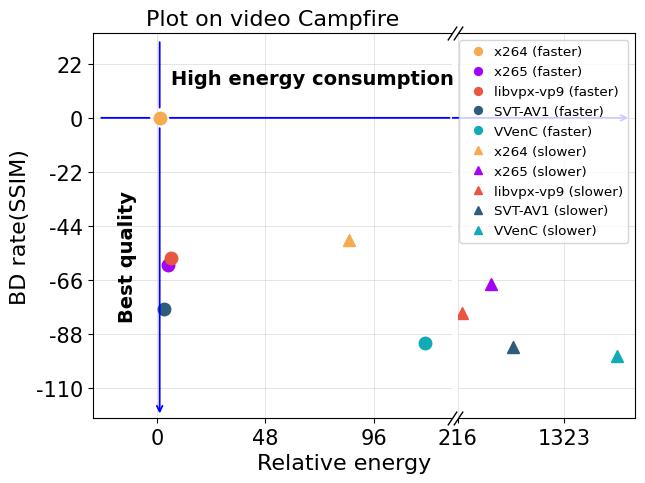 Plot on video Campfire
High energy consumption
Best quality
BD rate(SSIM)
22
0
-22
-44
-66
-88
-110
x264 (faster)
x265 (faster)
libvpx-vp9 (faster)
SVT-AV1 (faster)
VVenC (faster)
x264 (slower)
x265 (slower)
libvpx-vp9 (slower)
SVT-AV1 (slower)
VVenC (slower)
0 48 96 216 1323
Relative energy